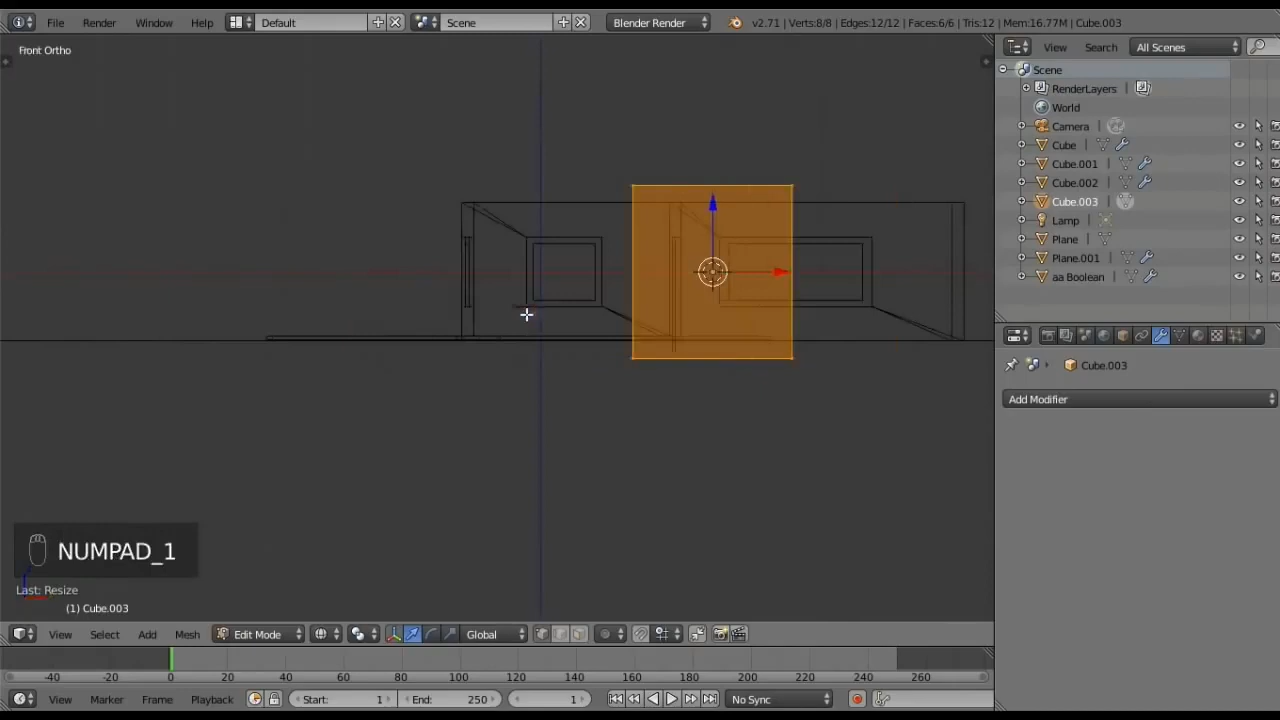 File Render Window Help Default Scene Blender Render v2.71 | Verts:8/8 | Edges:12/12 | Faces:6/6 | Tris:12 | Mem:16.77M | Cube.003
Front Ortho
View Search All Scenes
Scene
RenderLayers
World
Camera
Cube
Cube.001
Cube.002
Cube.003
Lamp
Plane
Plane.001
aa Boolean
Cube.003
Add Modifier
NUMPAD_1
Last: Resize
(1) Cube.003
View Select Add Mesh Edit Mode Global
-40 -20 0 20 40 60 80 100 120 140 160 180 200 220 240 260
View Marker Frame Playback Start: 1 End: 250 1 No Sync